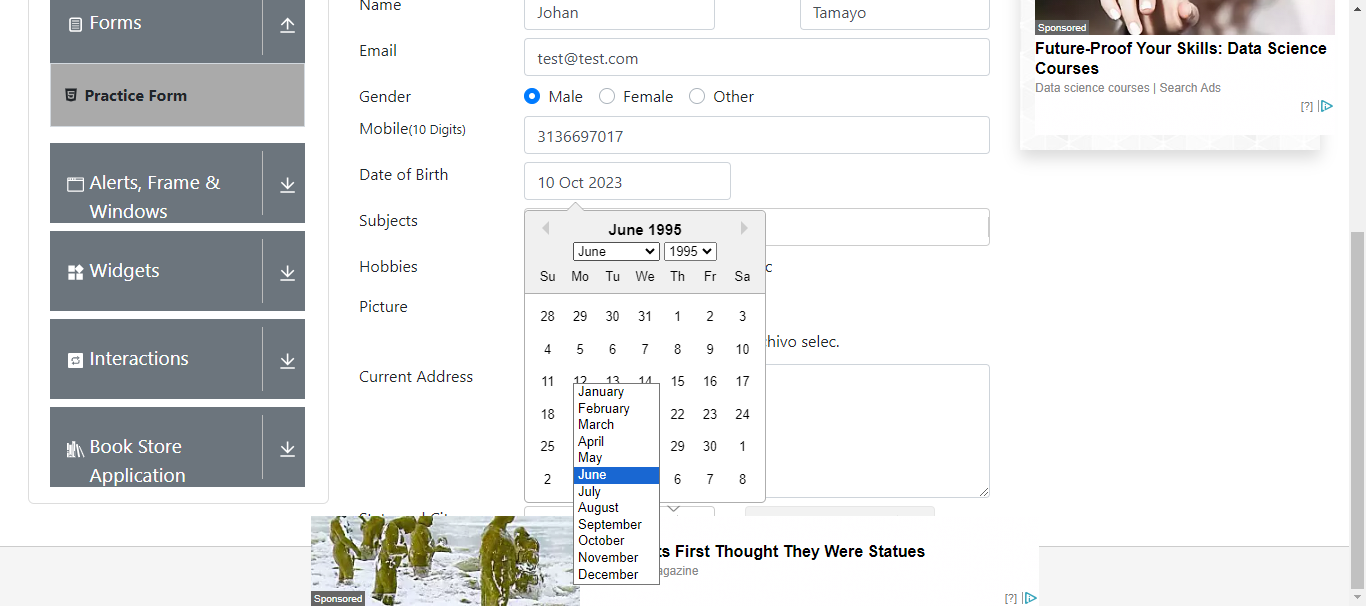 Forms
Practice Form
Alerts, Frame &
Windows
Widgets
Interactions
Book Store
Application
Name
Johan
Tamayo
Email
test@test.com
Gender
Male
Female
Other
Mobile(10 Digits)
3136697017
Date of Birth
10 Oct 2023
Subjects
Hobbies
Picture
Current Address
June 1995
June
1995
Su Mo Tu We Th Fr Sa
28 29 30 31 1 2 3
4 5 6 7 8 9 10
11 12 13 14 15 16 17
18 22 23 24
25 29 30 1
2 6 7 8
January
February
March
April
May
June
July
August
September
October
November
December
c
hivo selec.
Sponsored
ts First Thought They Were Statues
agazine
[?]
Sponsored
Future-Proof Your Skills: Data Science
Courses
Data science courses | Search Ads
[?]